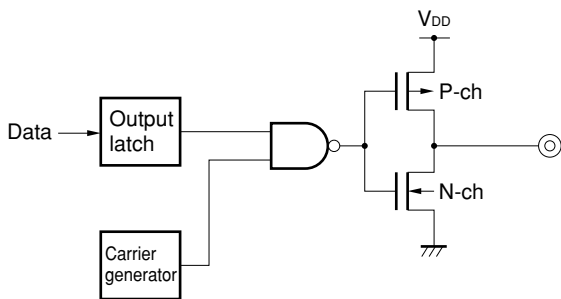 VDD
P-ch
Data
Output
latch
N-ch
Carrier
generator